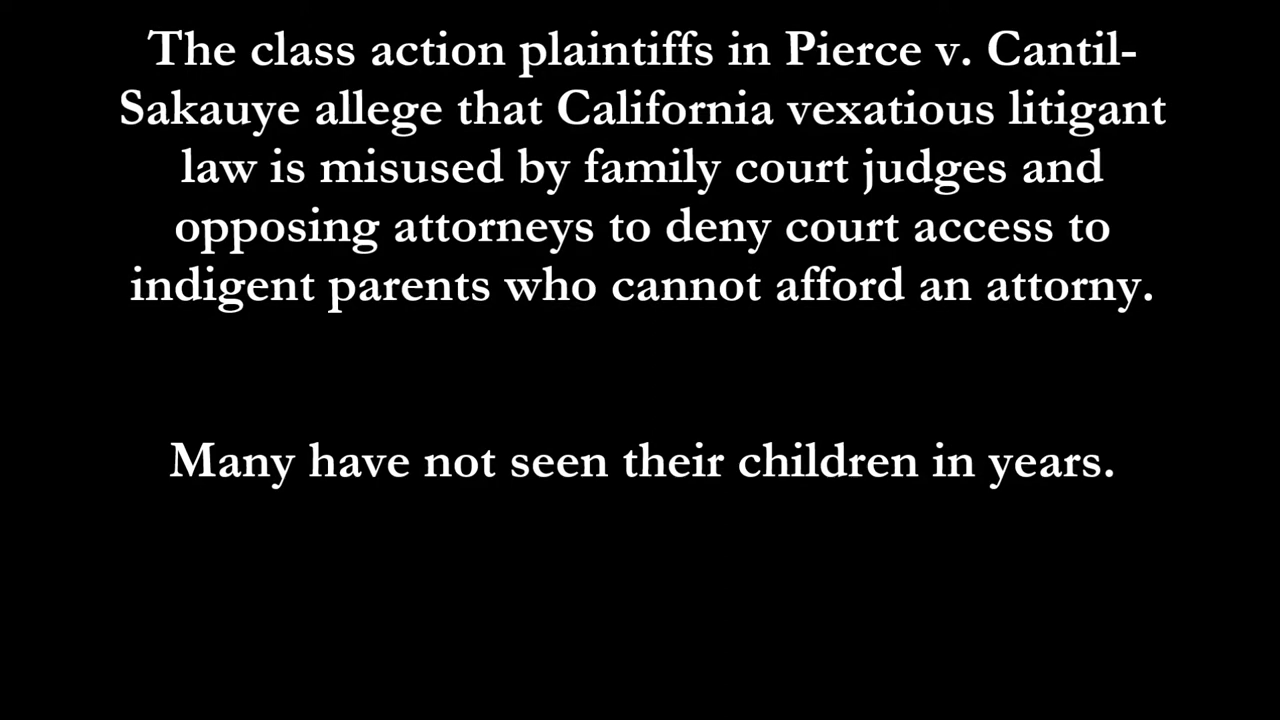 The class action plaintiffs in Pierce v. Cantil-
Sakauye allege that California vexatious litigant
law is misused by family court judges and
opposing attorneys to deny court access to
indigent parents who cannot afford an attorny.
Many have not seen their children in years.